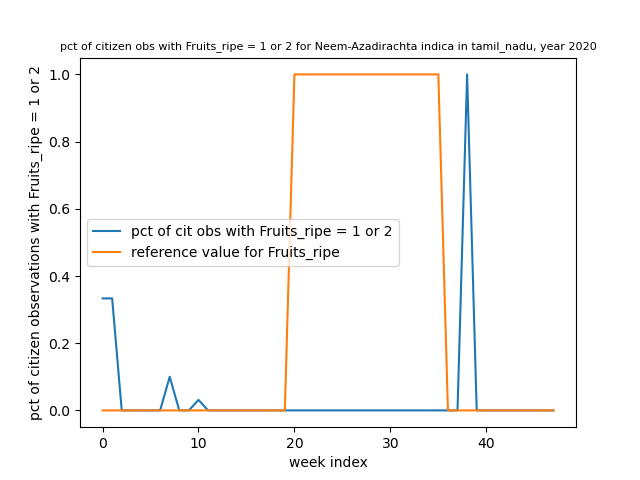 pct of citizen obs with Fruits_ripe = 1 or 2 for Neem-Azadirachta indica in tamil_nadu, year 2020
pct of citizen observations with Fruits_ripe = 1 or 2
1.0
0.8
0.6
0.4
0.2
0.0
pct of cit obs with Fruits_ripe = 1 or 2
reference value for Fruits_ripe
0 10 20 30 40
week index